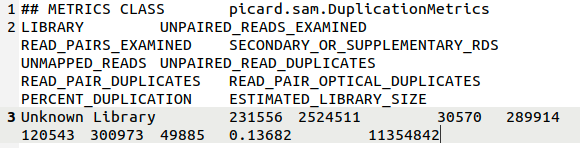 1 ## METRICS CLASS picard.sam.DuplicationMetrics
2 LIBRARY UNPAIRED_READS_EXAMINED
READ_PAIRS_EXAMINED SECONDARY_OR_SUPPLEMENTARY_RDS
UNMAPPED_READS UNPAIRED_READ_DUPLICATES
READ_PAIR_DUPLICATES READ_PAIR_OPTICAL_DUPLICATES
PERCENT_DUPLICATION ESTIMATED_LIBRARY_SIZE
3 Unknown Library 231556 2524511 30570 289914
120543 300973 49885 0.13682 11354842